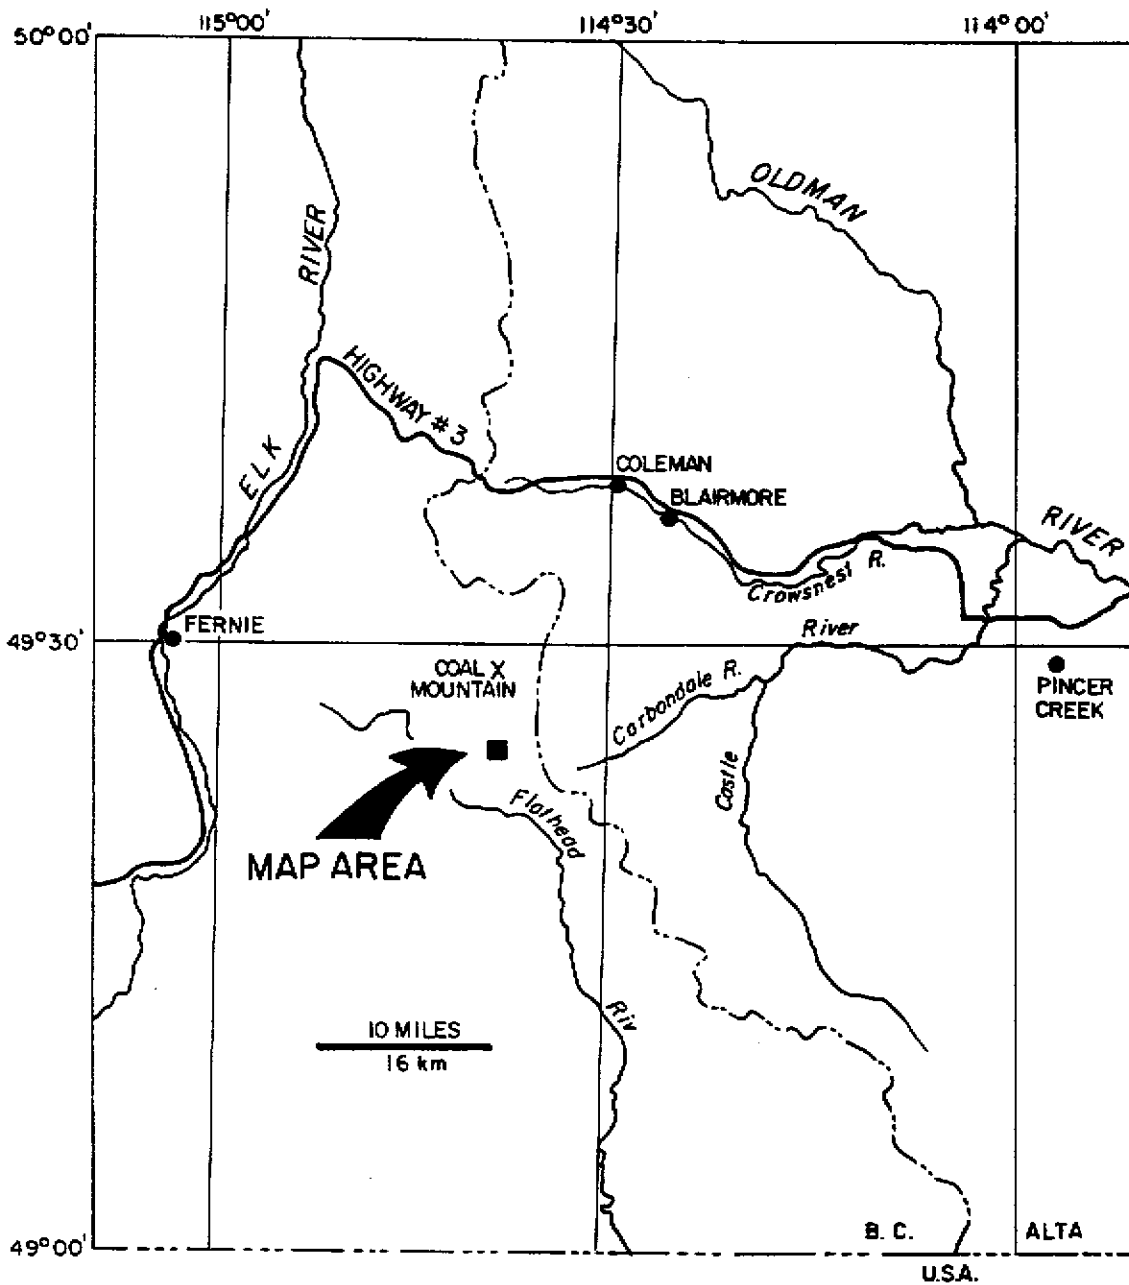 115°00' 114°30' 114°00'
50°00'
OLDMAN
RIVER
HIGHWAY #3
ELK
COLEMAN
BLAIRMORE
RIVER
Crowsnest R.
FERNIE
River
49°30'
COAL X
MOUNTAIN
Carbondale R.
PINCER
CREEK
Castle
Flathead
MAP AREA
Riv
10 MILES
16 km
B. C. ALTA
49°00'
U.S.A.